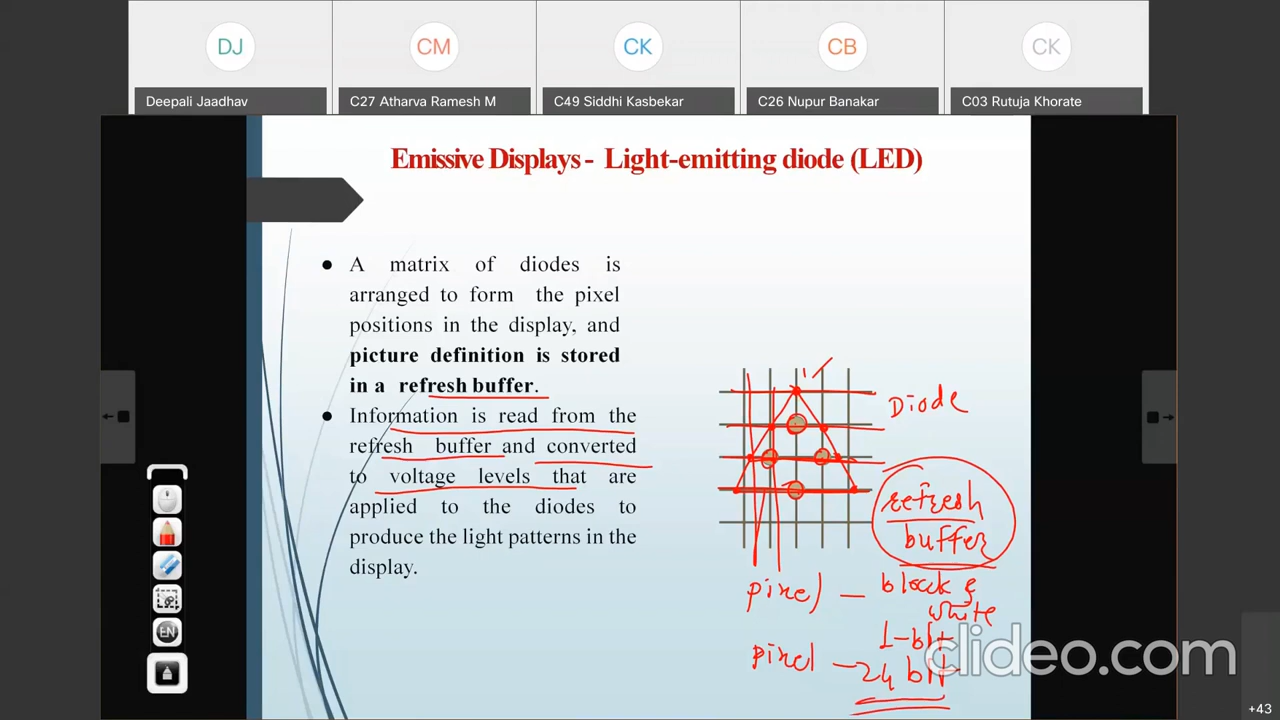 DJ
CM
CK
CB
CK
Deepali Jaadhav
C27 Atharva Ramesh M
C49 Siddhi Kasbekar
C26 Nupur Banakar
C03 Rutuja Khorate
Emissive Displays - Light-emitting diode (LED)
● A matrix of diodes is
arranged to form the pixel
positions in the display, and
picture definition is stored
in a refresh buffer.
● Information is read from the
refresh buffer and converted
to voltage levels that are
applied to the diodes to
produce the light patterns in the
display.
Diode
refresh
buffer
pixel - black &
white
1-bit
pixel - 24 bit
EN
clideo.com
+43